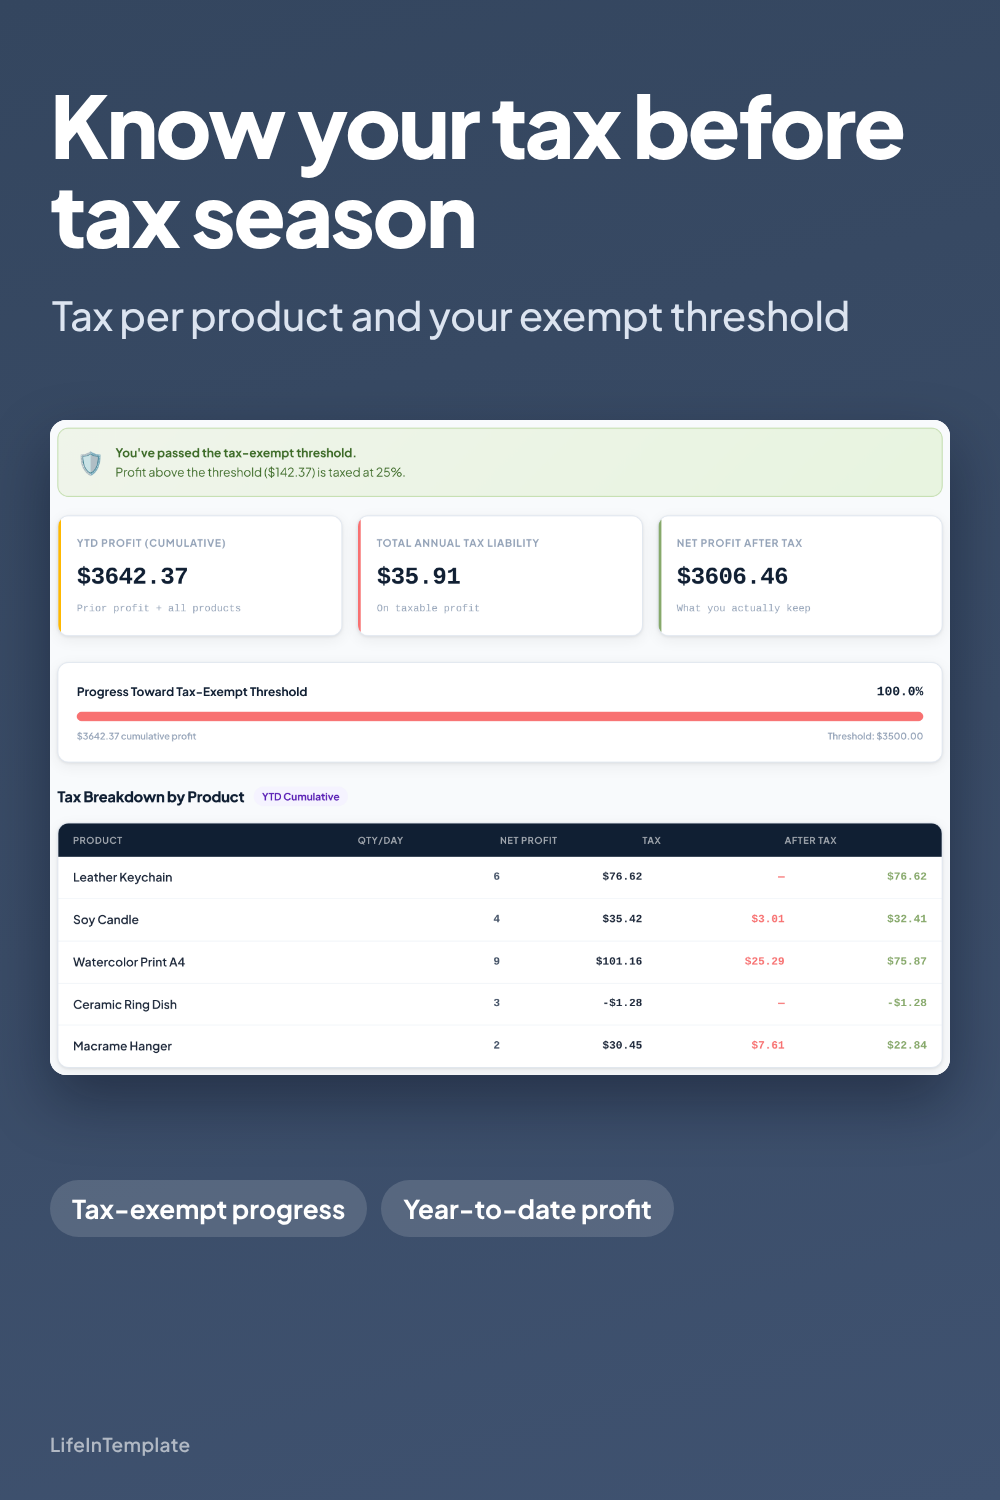 Know your tax before
tax season
Tax per product and your exempt threshold
You've passed the tax-exempt threshold.
Profit above the threshold ($142.37) is taxed at 25%.
YTD PROFIT (CUMULATIVE)
$3642.37
Prior profit + all products
TOTAL ANNUAL TAX LIABILITY
$35.91
On taxable profit
NET PROFIT AFTER TAX
$3606.46
What you actually keep
Progress Toward Tax-Exempt Threshold 100.0%
$3642.37 cumulative profit Threshold: $3500.00
Tax Breakdown by Product YTD Cumulative
PRODUCT QTY/DAY NET PROFIT TAX AFTER TAX
Leather Keychain 6 $76.62 — $76.62
Soy Candle 4 $35.42 $3.01 $32.41
Watercolor Print A4 9 $101.16 $25.29 $75.87
Ceramic Ring Dish 3 -$1.28 — -$1.28
Macrame Hanger 2 $30.45 $7.61 $22.84
Tax-exempt progress Year-to-date profit
LifeInTemplate